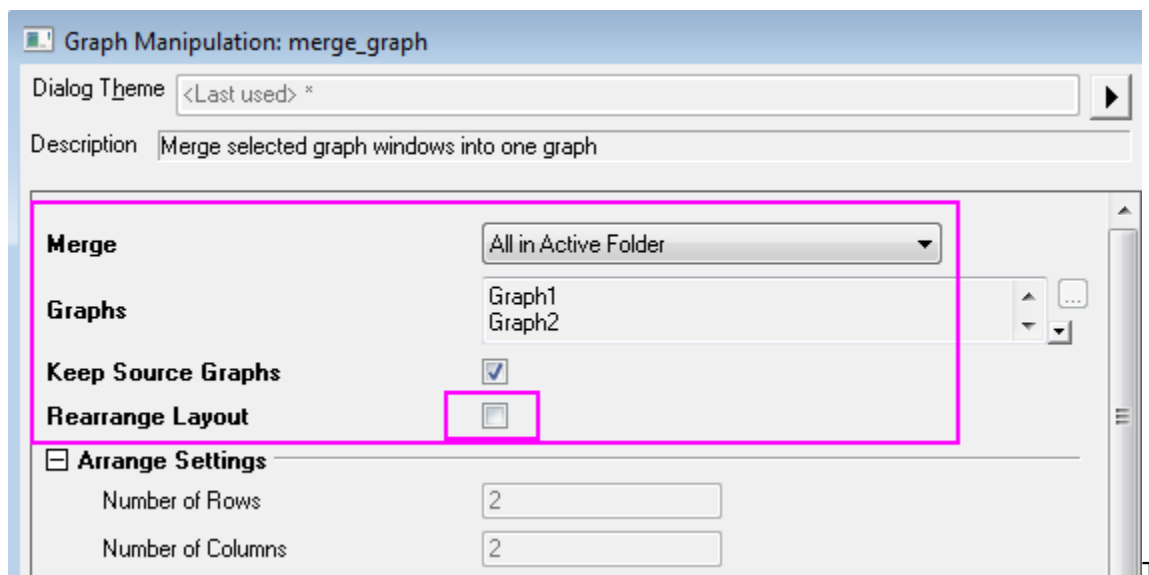 Graph Manipulation: merge_graph
Dialog Theme <Last used> *
Description Merge selected graph windows into one graph
Merge All in Active Folder
Graphs Graph1
Graph2
...
Keep Source Graphs
Rearrange Layout
Arrange Settings
Number of Rows 2
Number of Columns 2